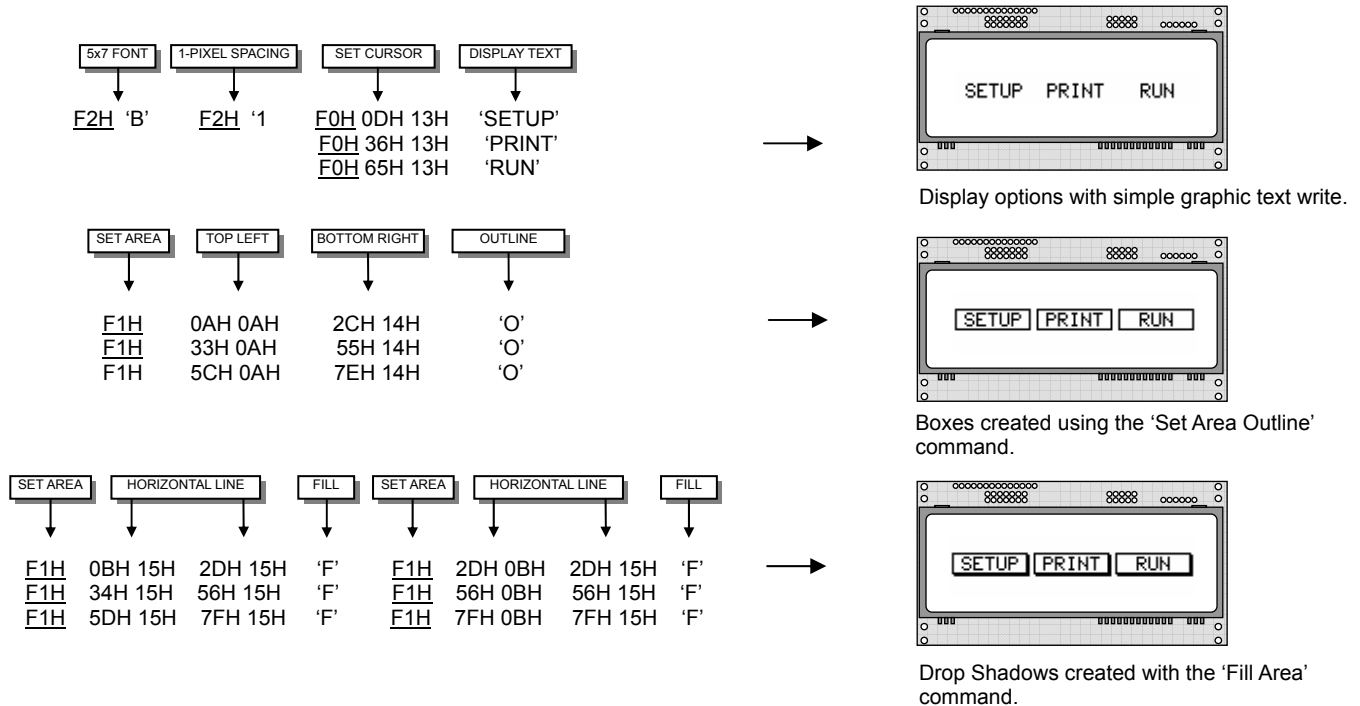 5x7 FONT 1-PIXEL SPACING SET CURSOR DISPLAY TEXT
F2H ‘B’ F2H ‘1 F0H 0DH 13H ‘SETUP’
F0H 36H 13H ‘PRINT’
F0H 65H 13H ‘RUN’
SETUP PRINT RUN
Display options with simple graphic text write.
SET AREA TOP LEFT BOTTOM RIGHT OUTLINE
F1H 0AH 0AH 2CH 14H ‘O’
F1H 33H 0AH 55H 14H ‘O’
F1H 5CH 0AH 7EH 14H ‘O’
SETUP PRINT RUN
Boxes created using the ‘Set Area Outline’
command.
SET AREA HORIZONTAL LINE FILL SET AREA HORIZONTAL LINE FILL
F1H 0BH 15H 2DH 15H ‘F’ F1H 2DH 0BH 2DH 15H ‘F’
F1H 34H 15H 56H 15H ‘F’ F1H 56H 0BH 56H 15H ‘F’
F1H 5DH 15H 7FH 15H ‘F’ F1H 7FH 0BH 7FH 15H ‘F’
SETUP PRINT RUN
Drop Shadows created with the ‘Fill Area’
command.